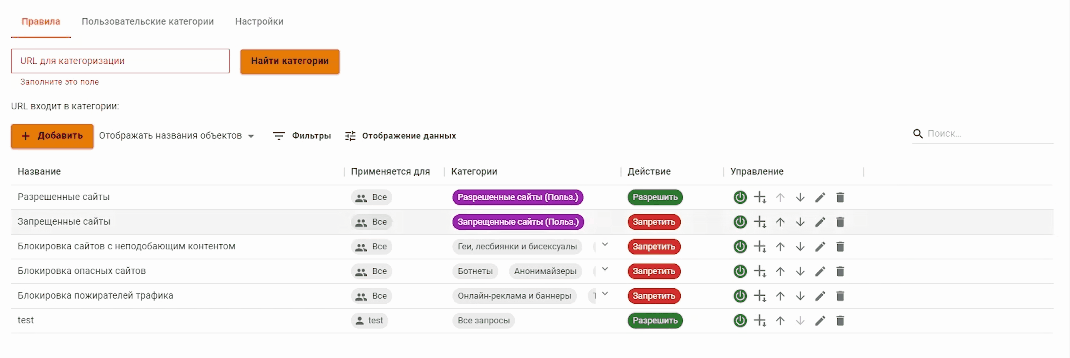 Правила Пользовательские категории Настройки
URL для категоризации Найти категории
Заполните это поле
URL входит в категории:
+ Добавить Отображать названия объектов Фильтры Отображение данных Поиск...
Название Применяется для Категории Действие Управление
Разрешенные сайты Все Разрешенные сайты (Польз.) Разрешить
Запрещенные сайты Все Запрещенные сайты (Польз.) Запретить
Блокировка сайтов с неподобающим контентом Все Геи, лесбиянки и бисексуалы Запретить
Блокировка опасных сайтов Все Ботнеты Анонимайзеры Запретить
Блокировка пожирателей трафика Все Онлайн-реклама и баннеры Запретить
test test Все запросы Разрешить